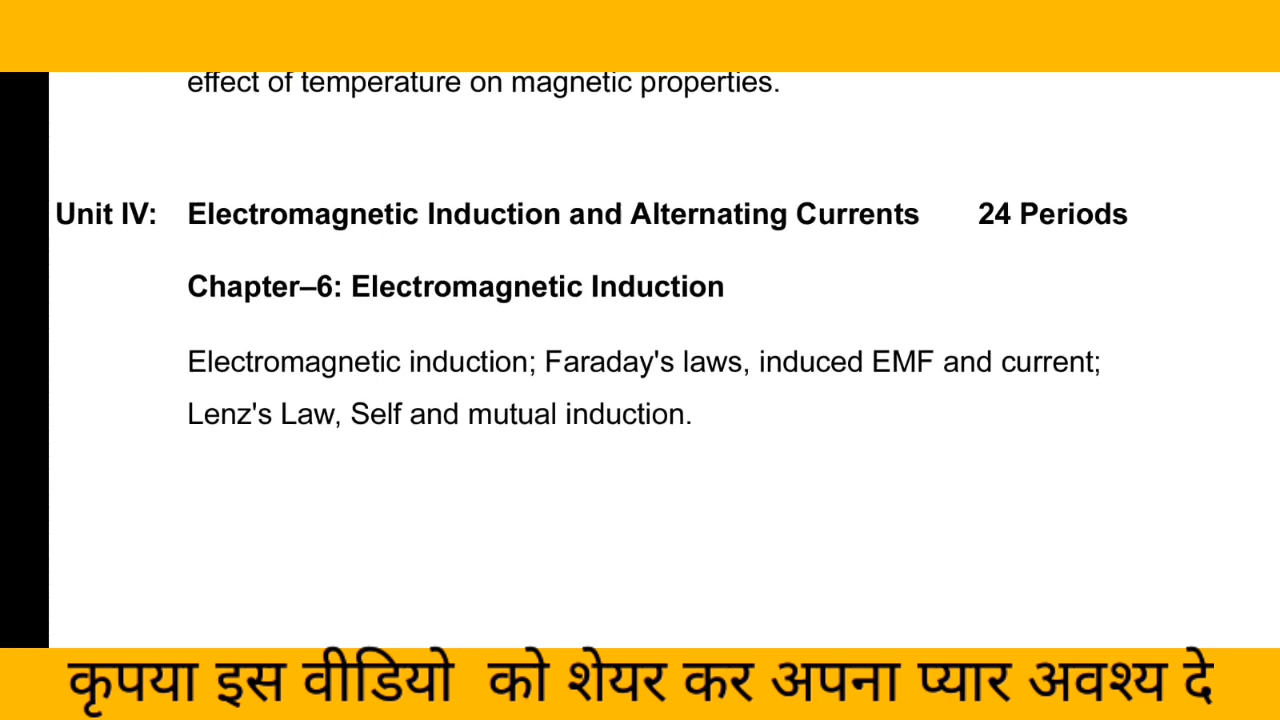 effect of temperature on magnetic properties.
Unit IV: Electromagnetic Induction and Alternating Currents 24 Periods
Chapter–6: Electromagnetic Induction
Electromagnetic induction; Faraday's laws, induced EMF and current;
Lenz's Law, Self and mutual induction.
कृपया इस वीडियो को शेयर कर अपना प्यार अवश्य दे